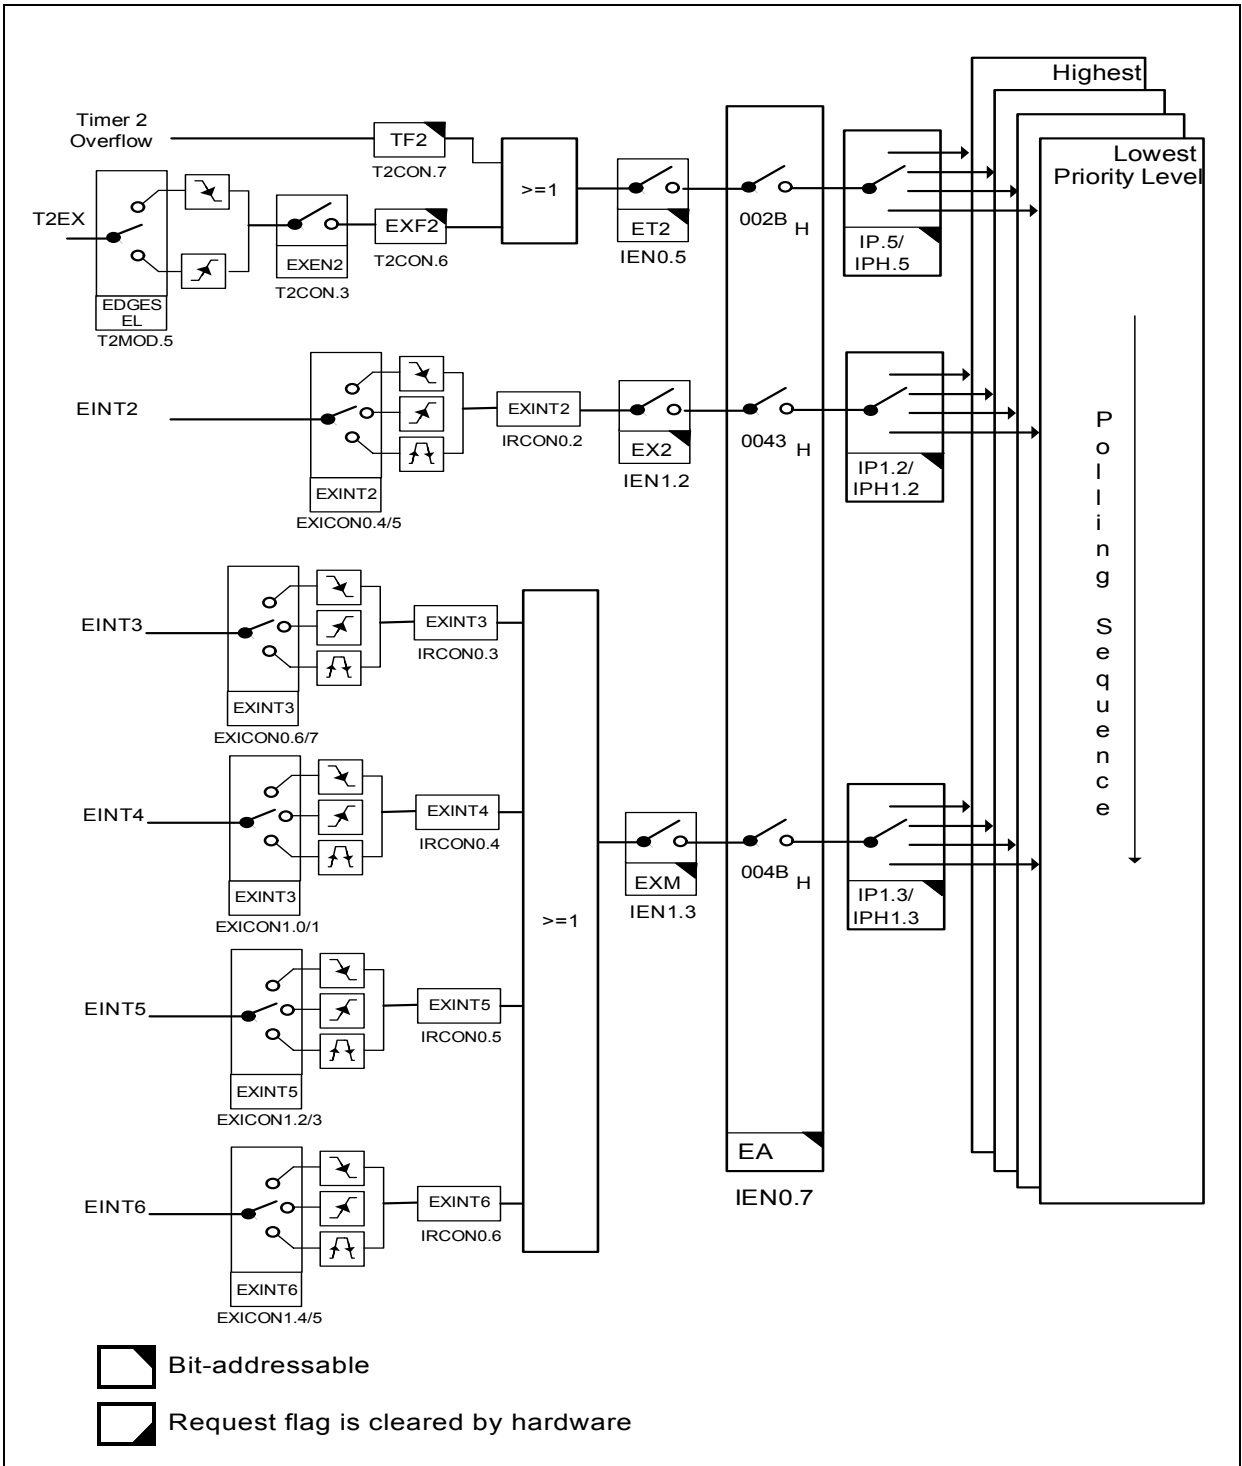 Highest
Lowest
Priority Level
Timer 2
Overflow
TF2
T2CON.7
T2EX
EDGES
EL
T2MOD.5
EXEN2
T2CON.3
EXF2
T2CON.6
>=1
ET2
IEN0.5
002B H
IP.5/
IPH.5
EINT2
EXINT2
EXICON0.4/5
EXINT2
IRCON0.2
EX2
IEN1.2
0043 H
IP1.2/
IPH1.2
Polling Sequence
EINT3
EXINT3
EXICON0.6/7
EXINT3
IRCON0.3
EINT4
EXINT3
EXICON1.0/1
EXINT4
IRCON0.4
>=1
EXM
IEN1.3
004B H
IP1.3/
IPH1.3
EINT5
EXINT5
EXICON1.2/3
EXINT5
IRCON0.5
EINT6
EXINT6
EXICON1.4/5
EXINT6
IRCON0.6
EA
IEN0.7
Bit-addressable
Request flag is cleared by hardware